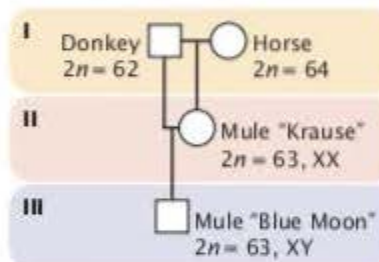 I
Donkey
2n = 62
Horse
2n = 64
II
Mule "Krause"
2n = 63, XX
III
Mule "Blue Moon"
2n = 63, XY